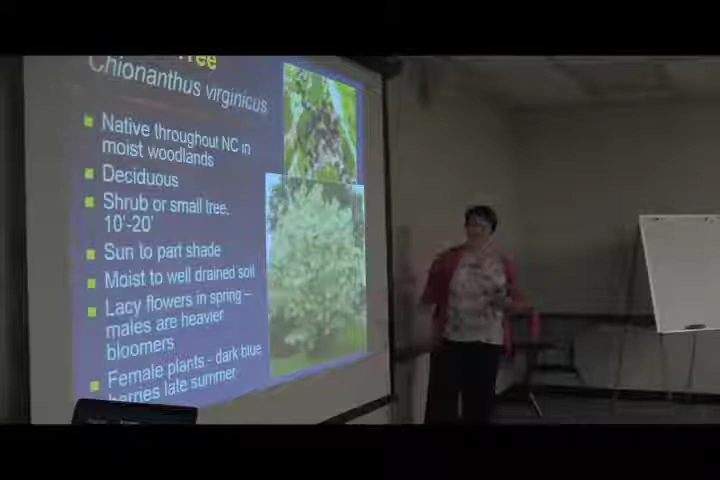 Tree
Chionanthus virginicus
Native throughout NC in
moist woodlands
Deciduous
Shrub or small tree,
10'-20'
Sun to part shade
Moist to well drained soil
Lacy flowers in spring –
males are heavier
bloomers
Female plants - dark blue
berries late summer